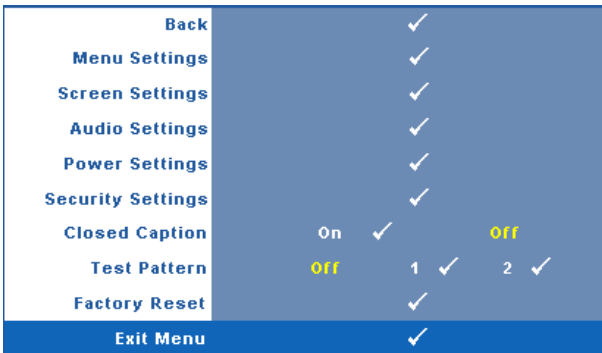 Back ✓
Menu Settings ✓
Screen Settings ✓
Audio Settings ✓
Power Settings ✓
Security Settings ✓
Closed Caption On ✓ Off
Test Pattern Off 1 ✓ 2 ✓
Factory Reset ✓
Exit Menu ✓